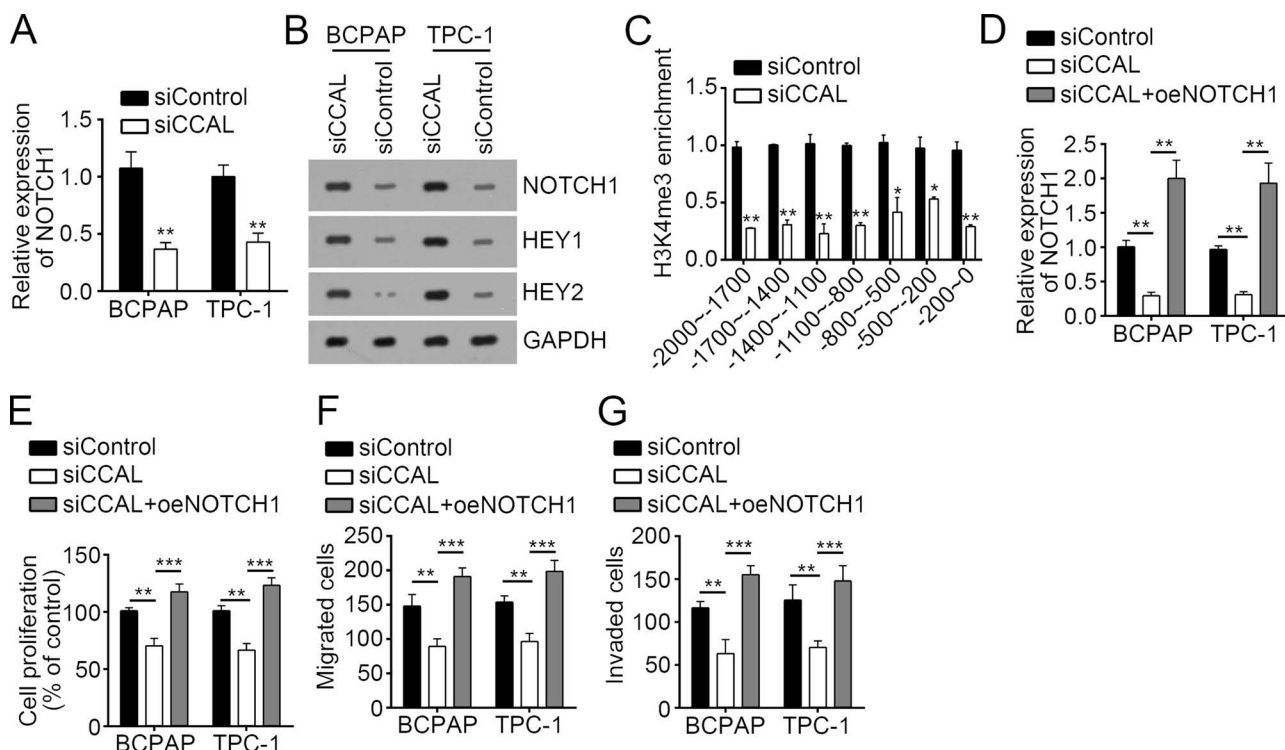 A
siControl
siCCAL
Relative expression
of NOTCH1
1.5
1.0
0.5
0.0
**
**
BCPAP
TPC-1
B
BCPAP
TPC-1
siCCAL
siControl
siCCAL
siControl
NOTCH1
HEY1
HEY2
GAPDH
C
siControl
siCCAL
H3K4me3 enrichment
1.5
1.0
0.5
0.0
**
**
**
**
*
*
**
-2000~-1700
-1700~-1400
-1400~-1100
-1100~-800
-800~-500
-500~-200
-200~0
D
siControl
siCCAL
siCCAL+oeNOTCH1
Relative expression
of NOTCH1
2.5
2.0
1.5
1.0
0.5
0.0
**
**
**
**
BCPAP
TPC-1
E
siControl
siCCAL
siCCAL+oeNOTCH1
Cell proliferation
(% of control)
150
100
50
0
**
***
**
***
BCPAP
TPC-1
F
siControl
siCCAL
siCCAL+oeNOTCH1
Migrated cells
250
200
150
100
50
0
**
***
**
***
BCPAP
TPC-1
G
siControl
siCCAL
siCCAL+oeNOTCH1
Invaded cells
200
150
100
50
0
**
***
**
***
BCPAP
TPC-1